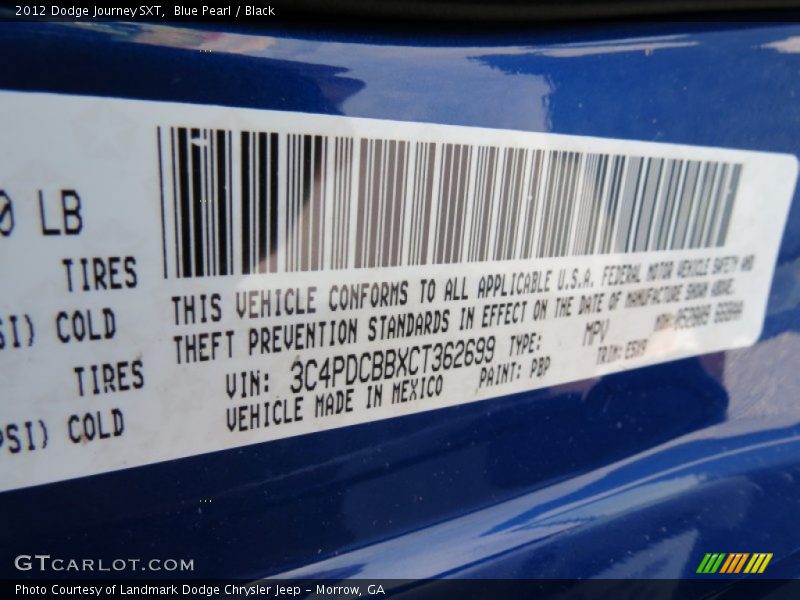 2012 Dodge Journey SXT, Blue Pearl / Black
0 LB
TIRES
SI) COLD
TIRES
PSI) COLD
THIS VEHICLE CONFORMS TO ALL APPLICABLE U.S.A. FEDERAL MOTOR VEHICLE SAFETY AND
THEFT PREVENTION STANDARDS IN EFFECT ON THE DATE OF MANUFACTURE SHOWN ABOVE.
VIN: 3C4PDCBBXCT362699 TYPE: MPV
VEHICLE MADE IN MEXICO PAINT: PBP TRIM:
GTCARLOT.COM
Photo Courtesy of Landmark Dodge Chrysler Jeep - Morrow, GA